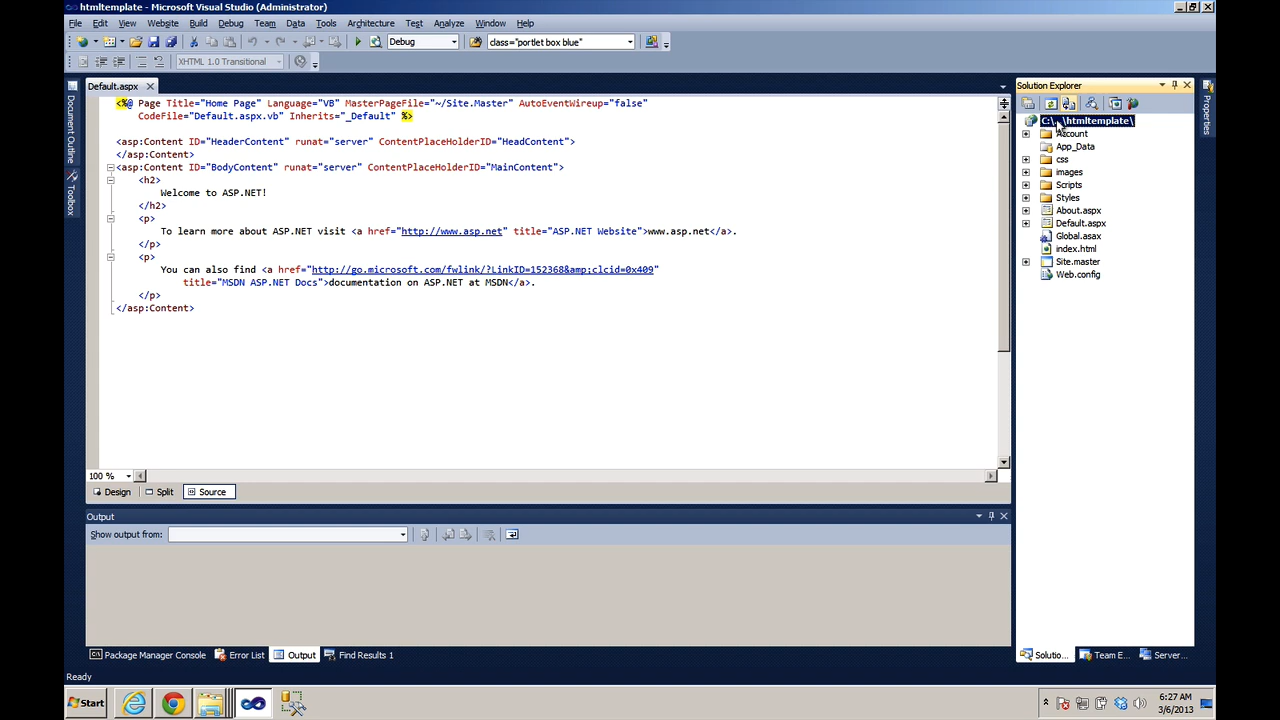 htmltemplate - Microsoft Visual Studio (Administrator)
File Edit View Website Build Debug Team Data Tools Architecture Test Analyze Window Help
Debug class="portlet box blue"
XHTML 1.0 Transitional
Default.aspx
Document Outline
Toolbox
<%@ Page Title="Home Page" Language="VB" MasterPageFile="~/Site.Master" AutoEventWireup="false"
CodeFile="Default.aspx.vb" Inherits="_Default" %>
<asp:Content ID="HeaderContent" runat="server" ContentPlaceHolderID="HeadContent">
</asp:Content>
<asp:Content ID="BodyContent" runat="server" ContentPlaceHolderID="MainContent">
<h2>
Welcome to ASP.NET!
</h2>
<p>
To learn more about ASP.NET visit <a href="http://www.asp.net" title="ASP.NET Website">www.asp.net</a>.
</p>
<p>
You can also find <a href="http://go.microsoft.com/fwlink/?LinkID=152368&amp;clcid=0x409"
title="MSDN ASP.NET Docs">documentation on ASP.NET at MSDN</a>.
</p>
</asp:Content>
100 %
Design Split Source
Output
Show output from:
Package Manager Console Error List Output Find Results 1
Ready
Solution Explorer
C:\...\htmltemplate\
Account
App_Data
css
images
Scripts
Styles
About.aspx
Default.aspx
Global.asax
index.html
Site.master
Web.config
Solutio... Team E... Server...
Properties
Start
6:27 AM
3/6/2013